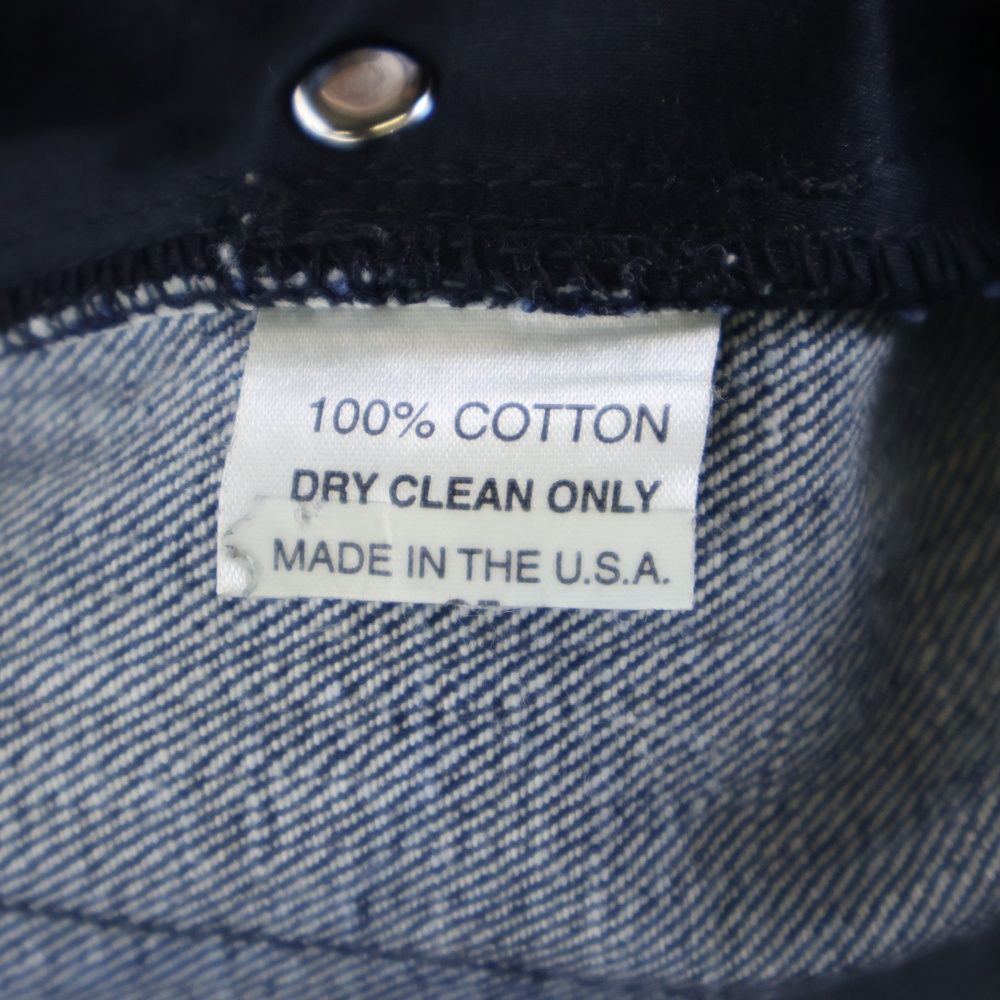 100% COTTON
DRY CLEAN ONLY
MADE IN THE U.S.A.